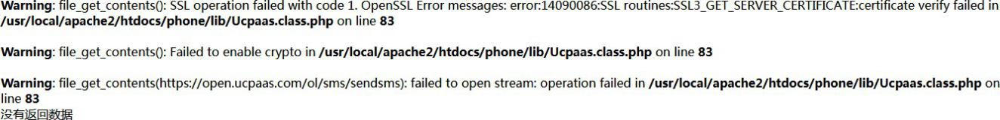 Warning: file_get_contents(): SSL operation failed with code 1. OpenSSL Error messages: error:14090086:SSL routines:SSL3_GET_SERVER_CERTIFICATE:certificate verify failed in
/usr/local/apache2/htdocs/phone/lib/Ucpaas.class.php on line 83
Warning: file_get_contents(): Failed to enable crypto in /usr/local/apache2/htdocs/phone/lib/Ucpaas.class.php on line 83
Warning: file_get_contents(https://open.ucpaas.com/ol/sms/sendsms): failed to open stream: operation failed in /usr/local/apache2/htdocs/phone/lib/Ucpaas.class.php on
line 83
没有返回数据